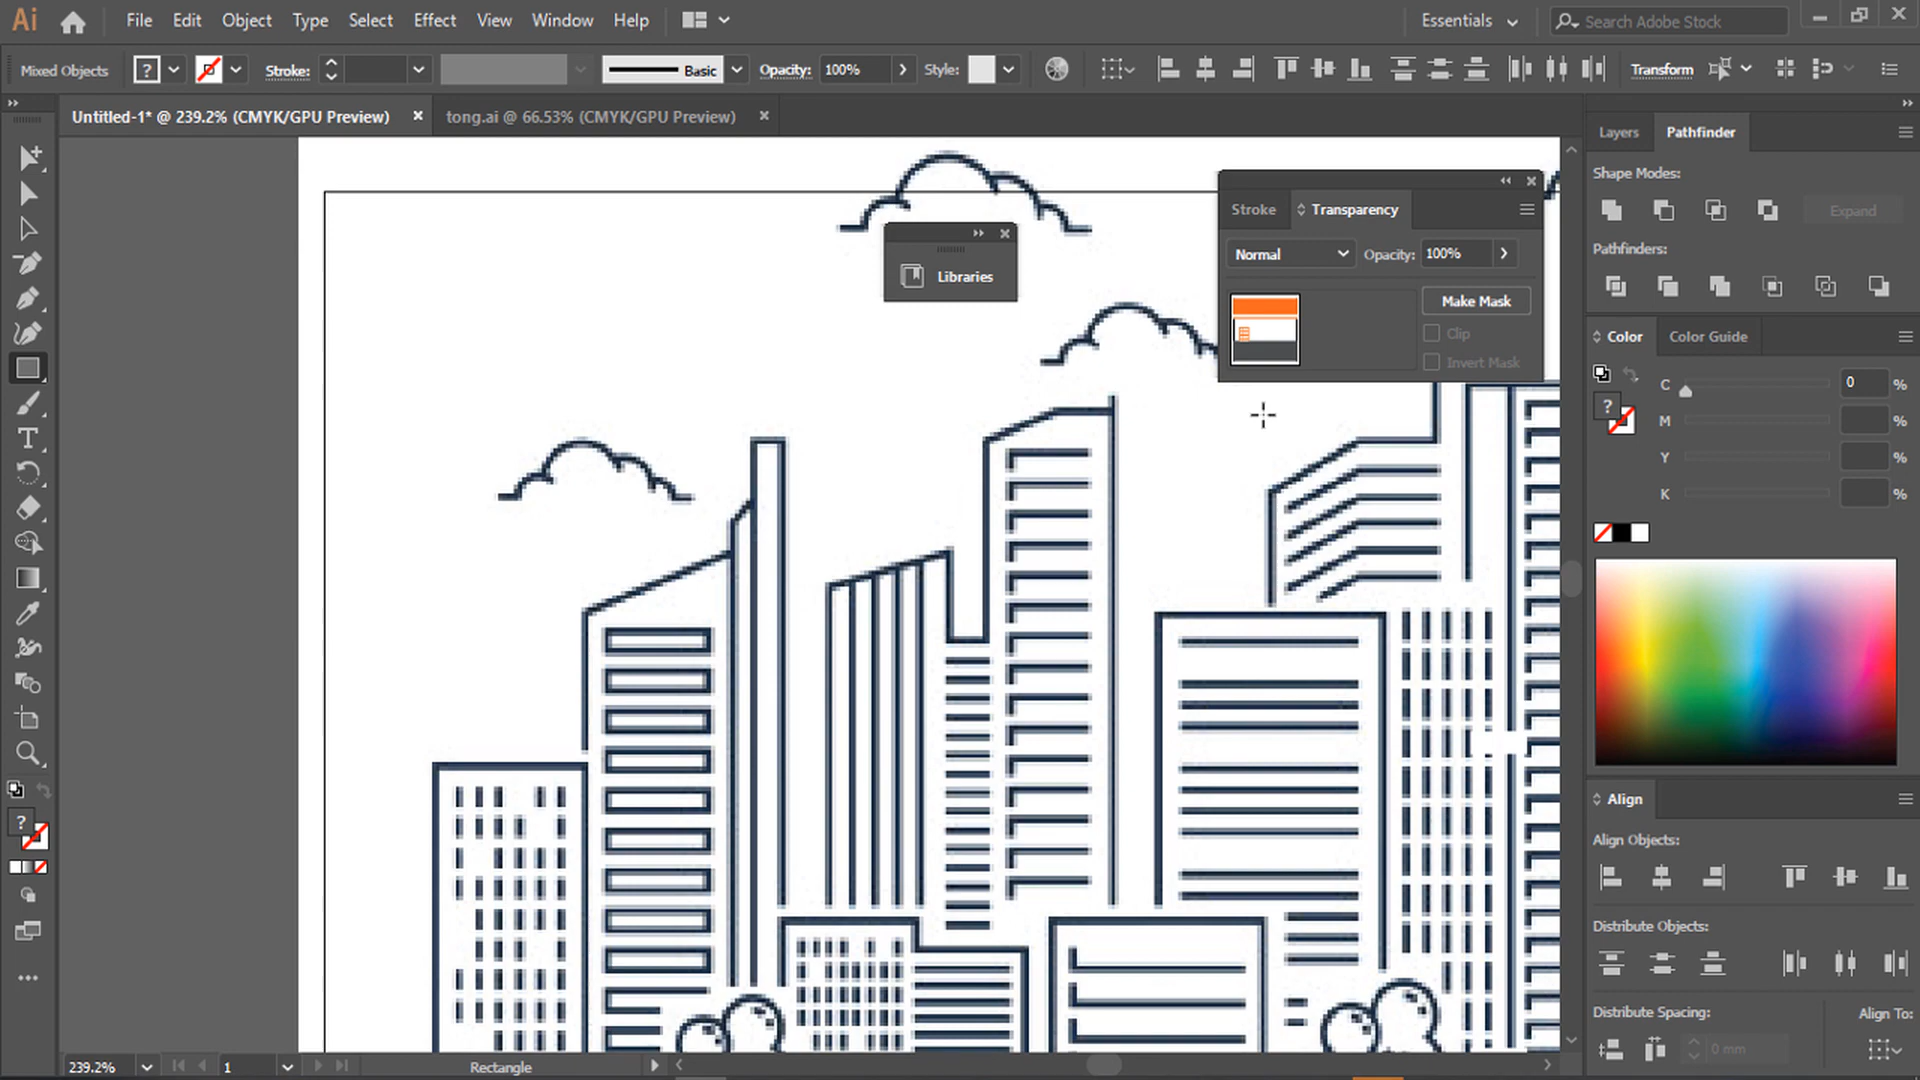 Ai File Edit Object Type Select Effect View Window Help Essentials Search Adobe Stock
Mixed Objects ? Stroke: Basic Opacity: 100% Style: Transform
Untitled-1* @ 239.2% (CMYK/GPU Preview) tong.ai @ 66.53% (CMYK/GPU Preview)
Layers Pathfinder
Shape Modes:
Expand
Pathfinders:
Stroke Transparency
Normal Opacity: 100%
Make Mask
Clip
Invert Mask
Libraries
Color Color Guide
C 0 %
? M %
Y %
K %
Align
Align Objects:
Distribute Objects:
Distribute Spacing: Align To:
0 mm
T
?
239.2% 1 Rectangle